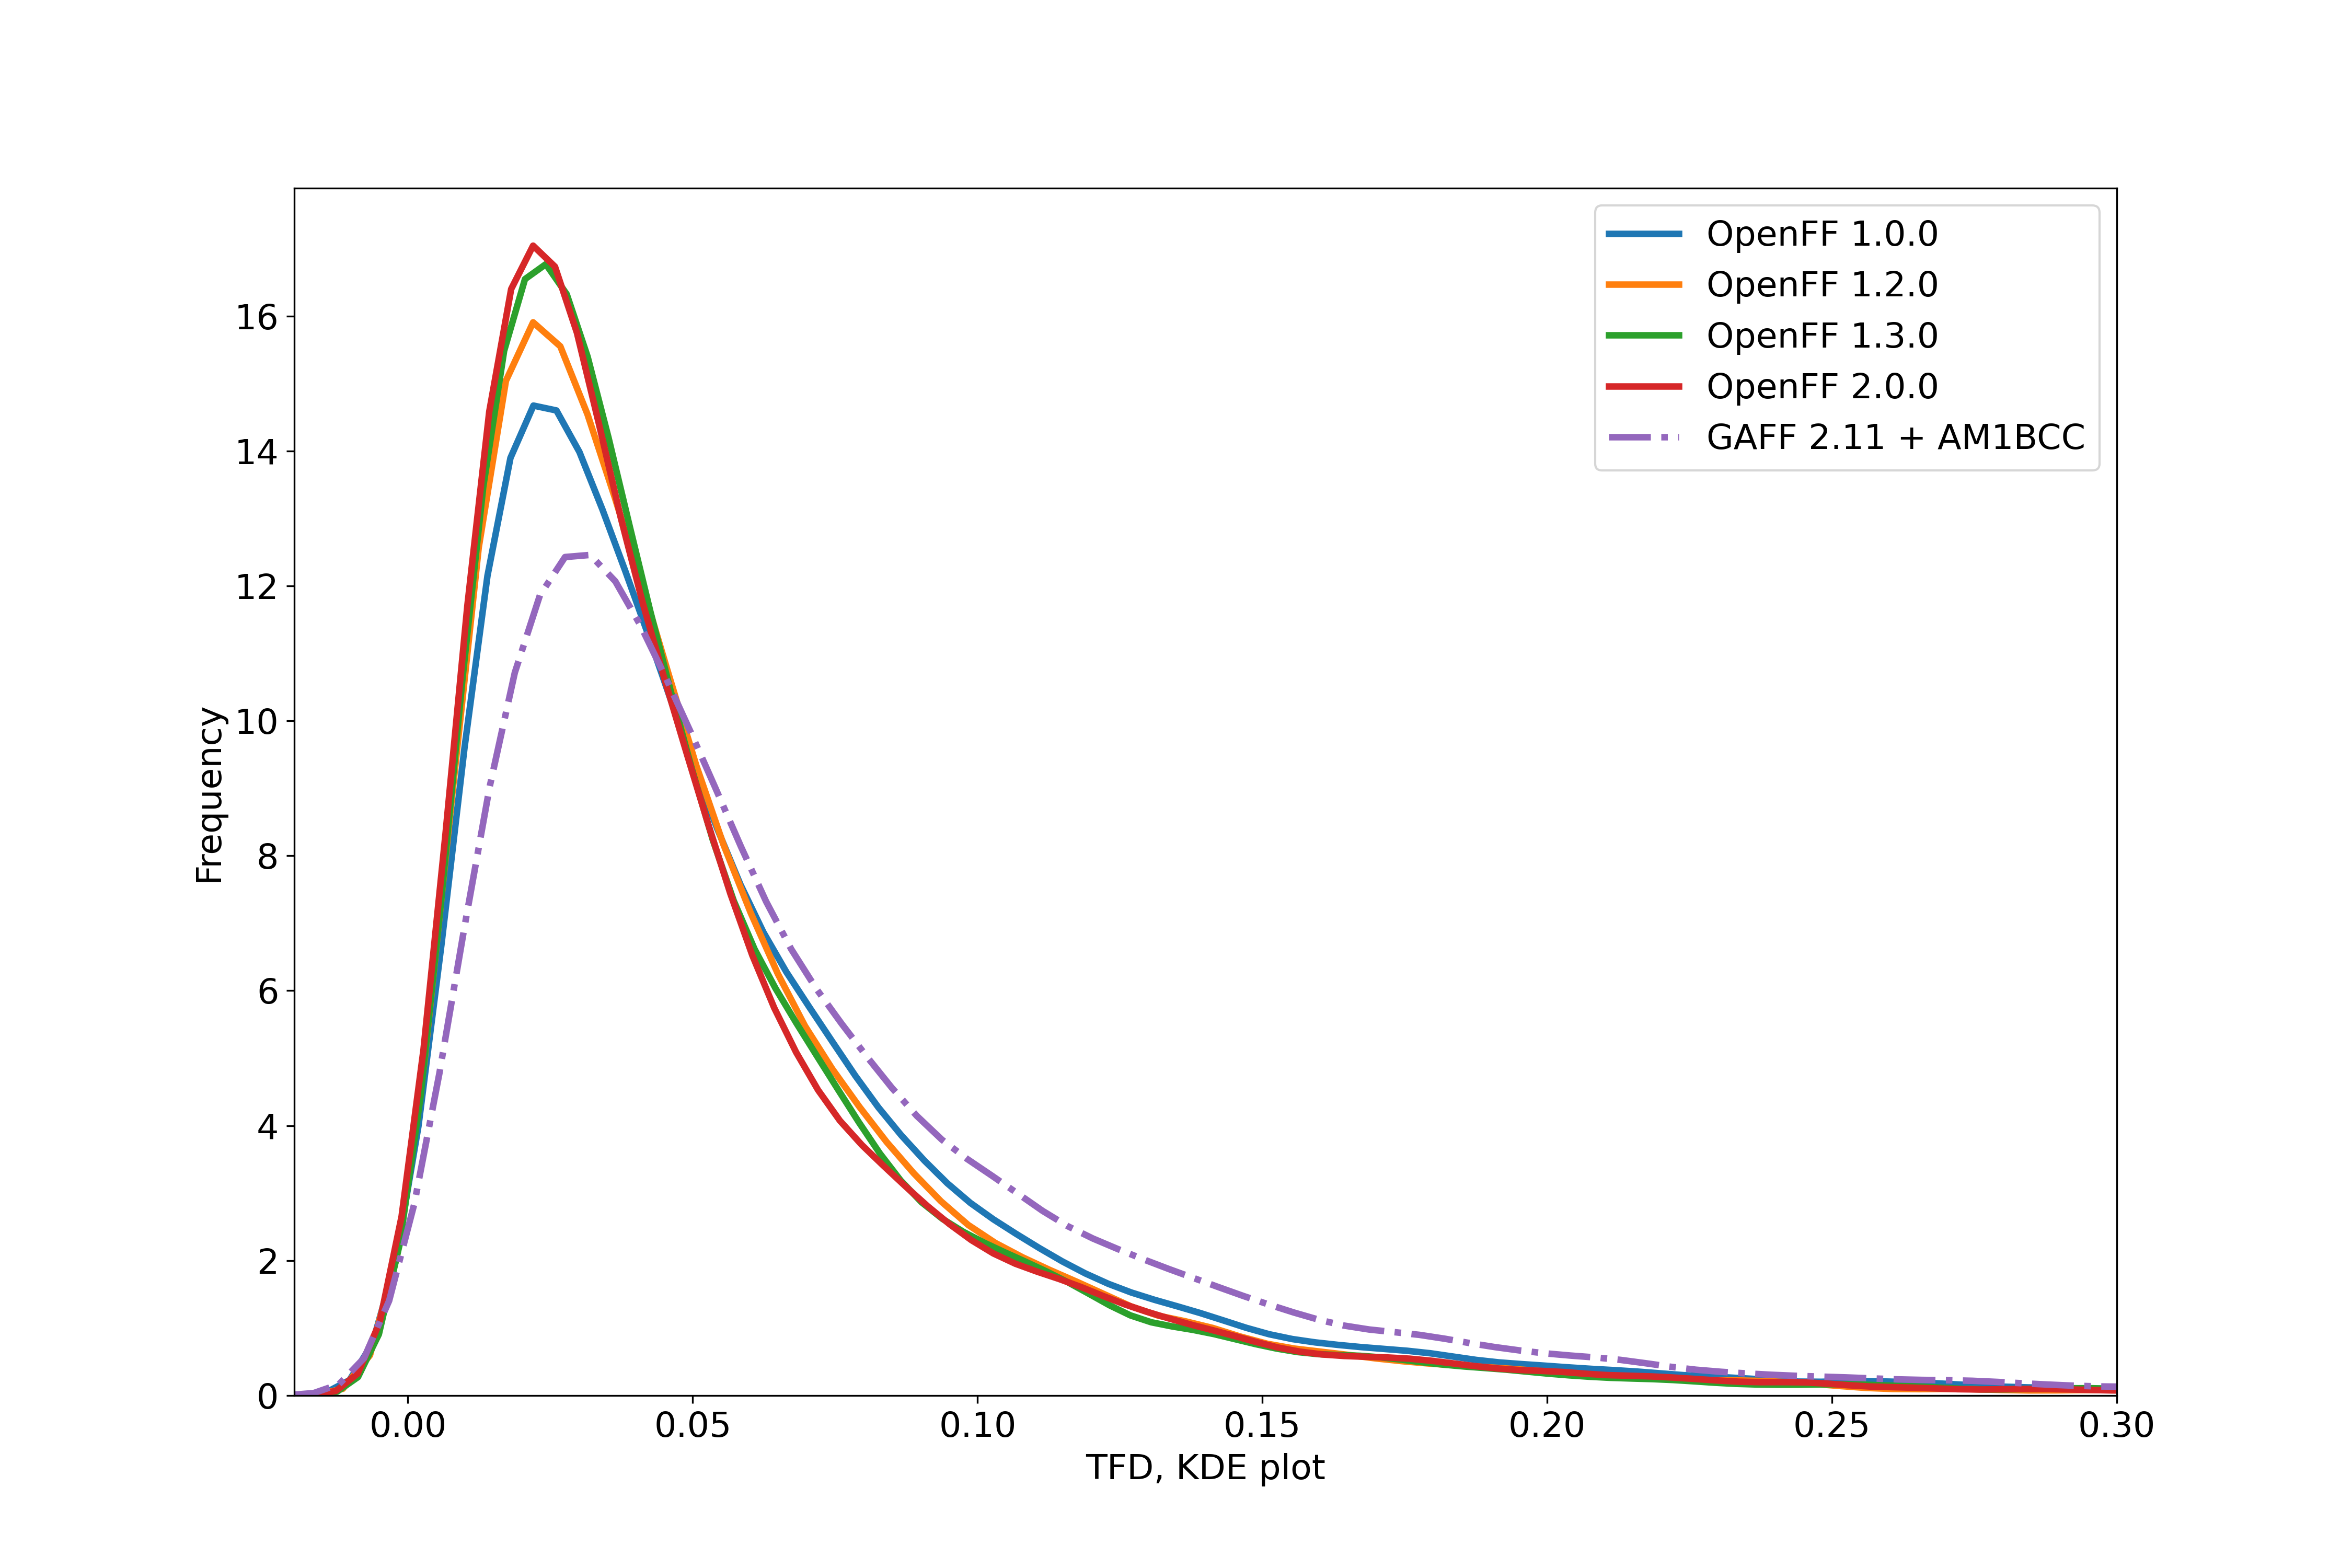 OpenFF 1.0.0
OpenFF 1.2.0
OpenFF 1.3.0
OpenFF 2.0.0
GAFF 2.11 + AM1BCC
Frequency
16
14
12
10
8
6
4
2
0
0.00 0.05 0.10 0.15 0.20 0.25 0.30
TFD, KDE plot